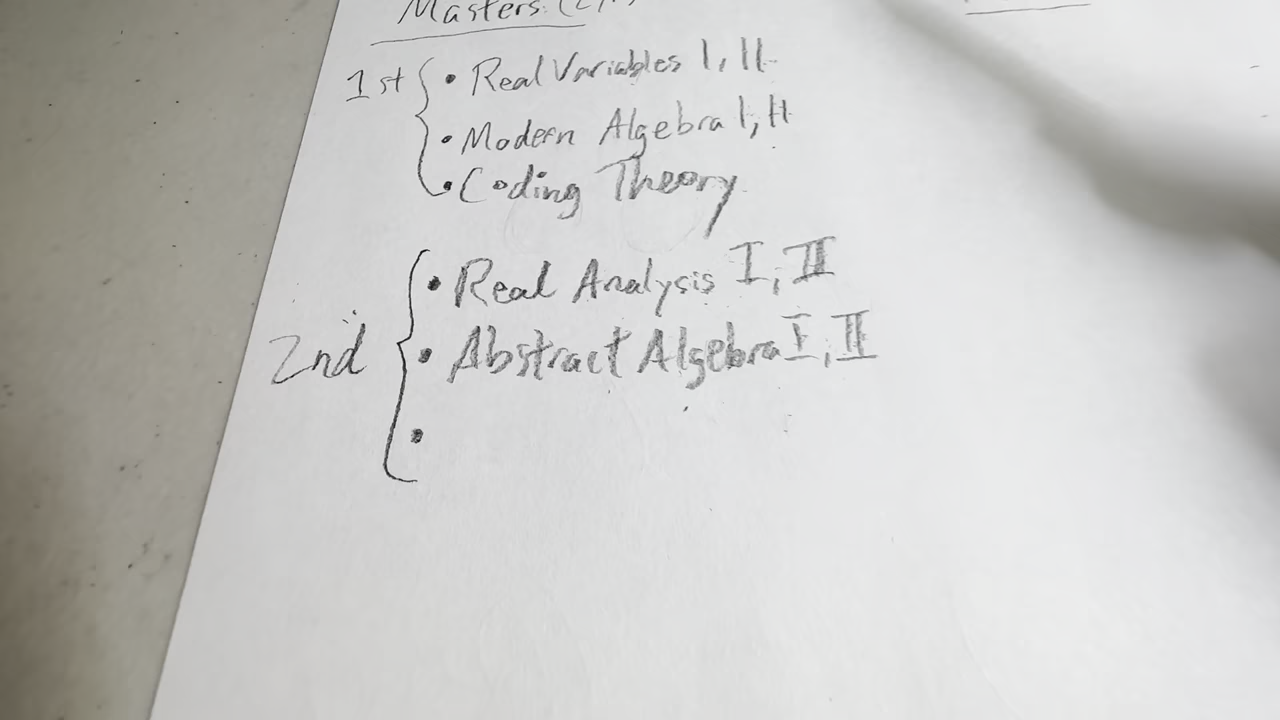 Masters
1st { • Real Variables I, II
• Modern Algebra I, II
• Coding Theory
2nd { • Real Analysis I, II
• Abstract Algebra I, II
•